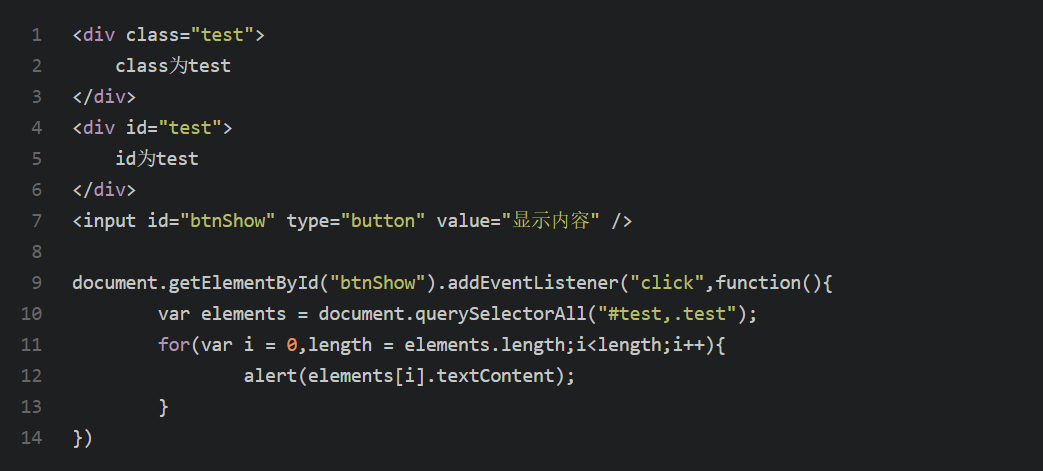 1 <div class="test">
2 class为test
3 </div>
4 <div id="test">
5 id为test
6 </div>
7 <input id="btnShow" type="button" value="显示内容" />
8
9 document.getElementById("btnShow").addEventListener("click",function(){
10 var elements = document.querySelectorAll("#test,.test");
11 for(var i = 0,length = elements.length;i<length;i++){
12 alert(elements[i].textContent);
13 }
14 })